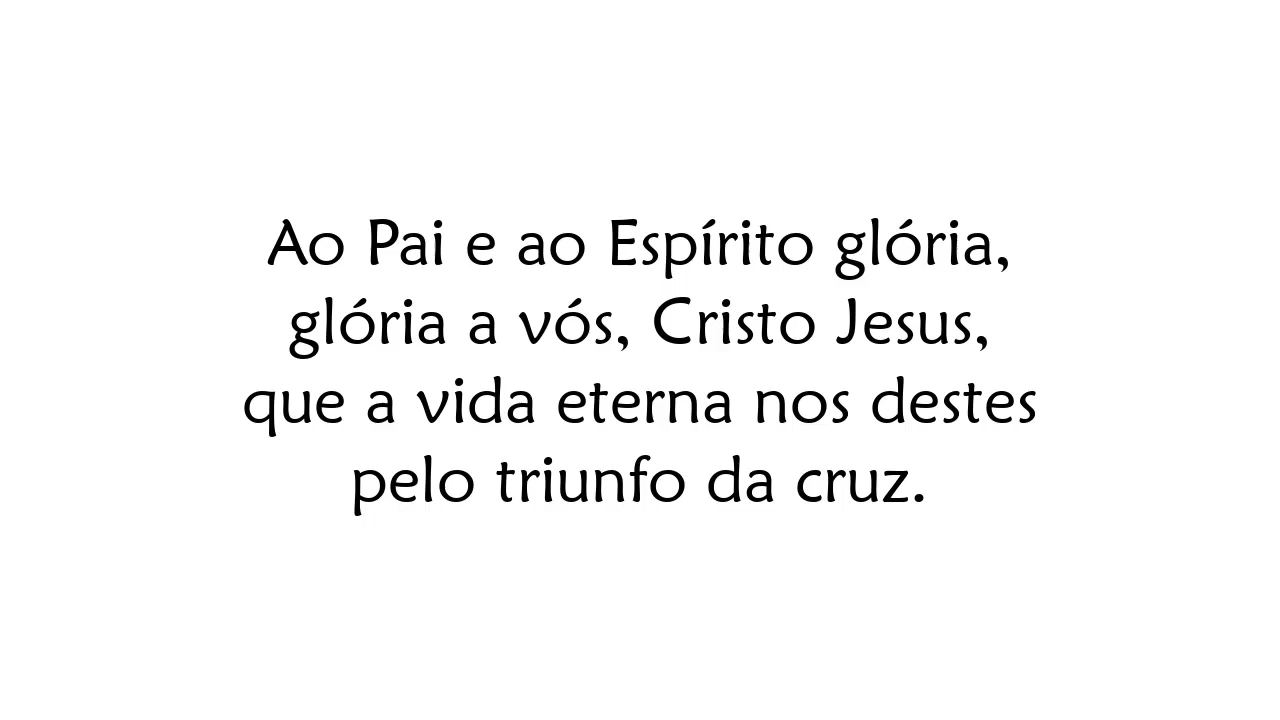 Ao Pai e ao Espírito glória,
glória a vós, Cristo Jesus,
que a vida eterna nos destes
pelo triunfo da cruz.